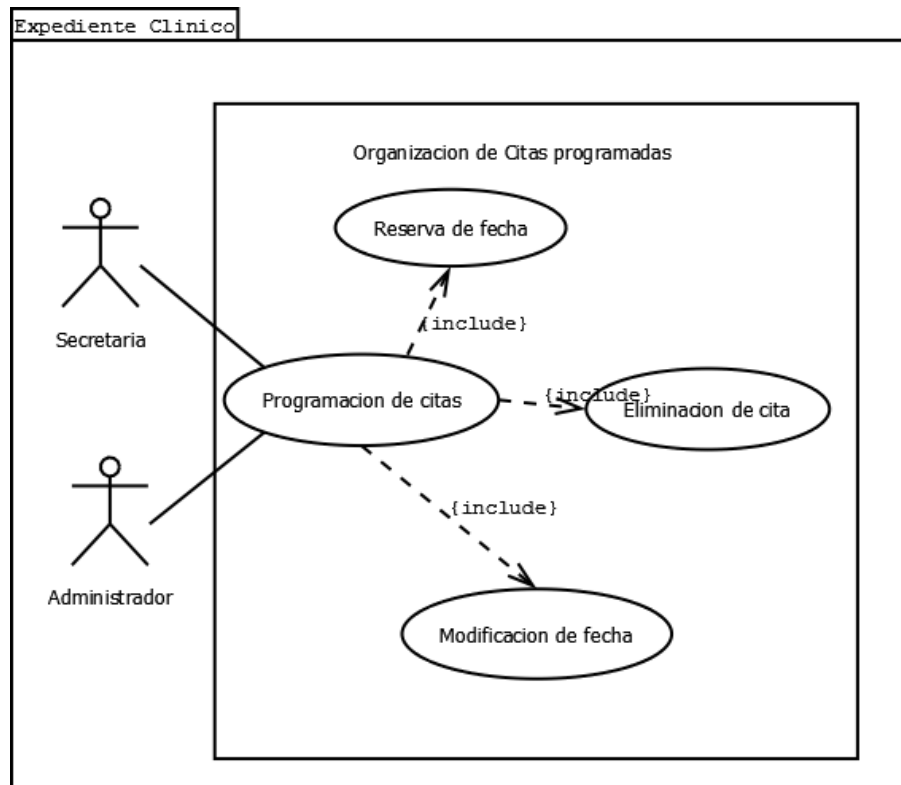 Expediente Clinico
Organizacion de Citas programadas
Reserva de fecha
{include}
Secretaria
Programacion de citas
{include}
Eliminacion de cita
{include}
Administrador
Modificacion de fecha